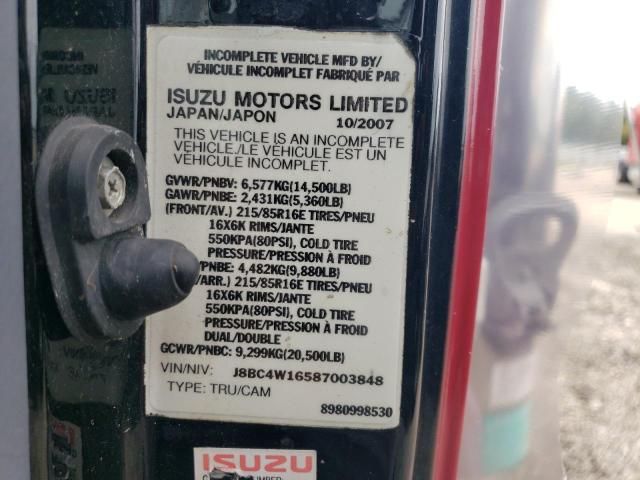 INCOMPLETE VEHICLE MFD BY/
VÉHICULE INCOMPLET FABRIQUÉ PAR
ISUZU MOTORS LIMITED
JAPAN/JAPON 10/2007
THIS VEHICLE IS AN INCOMPLETE
VEHICLE./LE VÉHICULE EST UN
VÉHICULE INCOMPLET.
GVWR/PNBV: 6,577KG(14,500LB)
GAWR/PNBE: 2,431KG(5,360LB)
(FRONT/AV.) 215/85R16E TIRES/PNEU
16X6K RIMS/JANTE
550KPA(80PSI), COLD TIRE
PRESSURE/PRESSION À FROID
/PNBE: 4,482KG(9,880LB)
/ARR.) 215/85R16E TIRES/PNEU
16X6K RIMS/JANTE
550KPA(80PSI), COLD TIRE
PRESSURE/PRESSION À FROID
DUAL/DOUBLE
GCWR/PNBC: 9,299KG(20,500LB)
VIN/NIV: J8BC4W16587003848
TYPE: TRU/CAM
8980998530
ISUZU